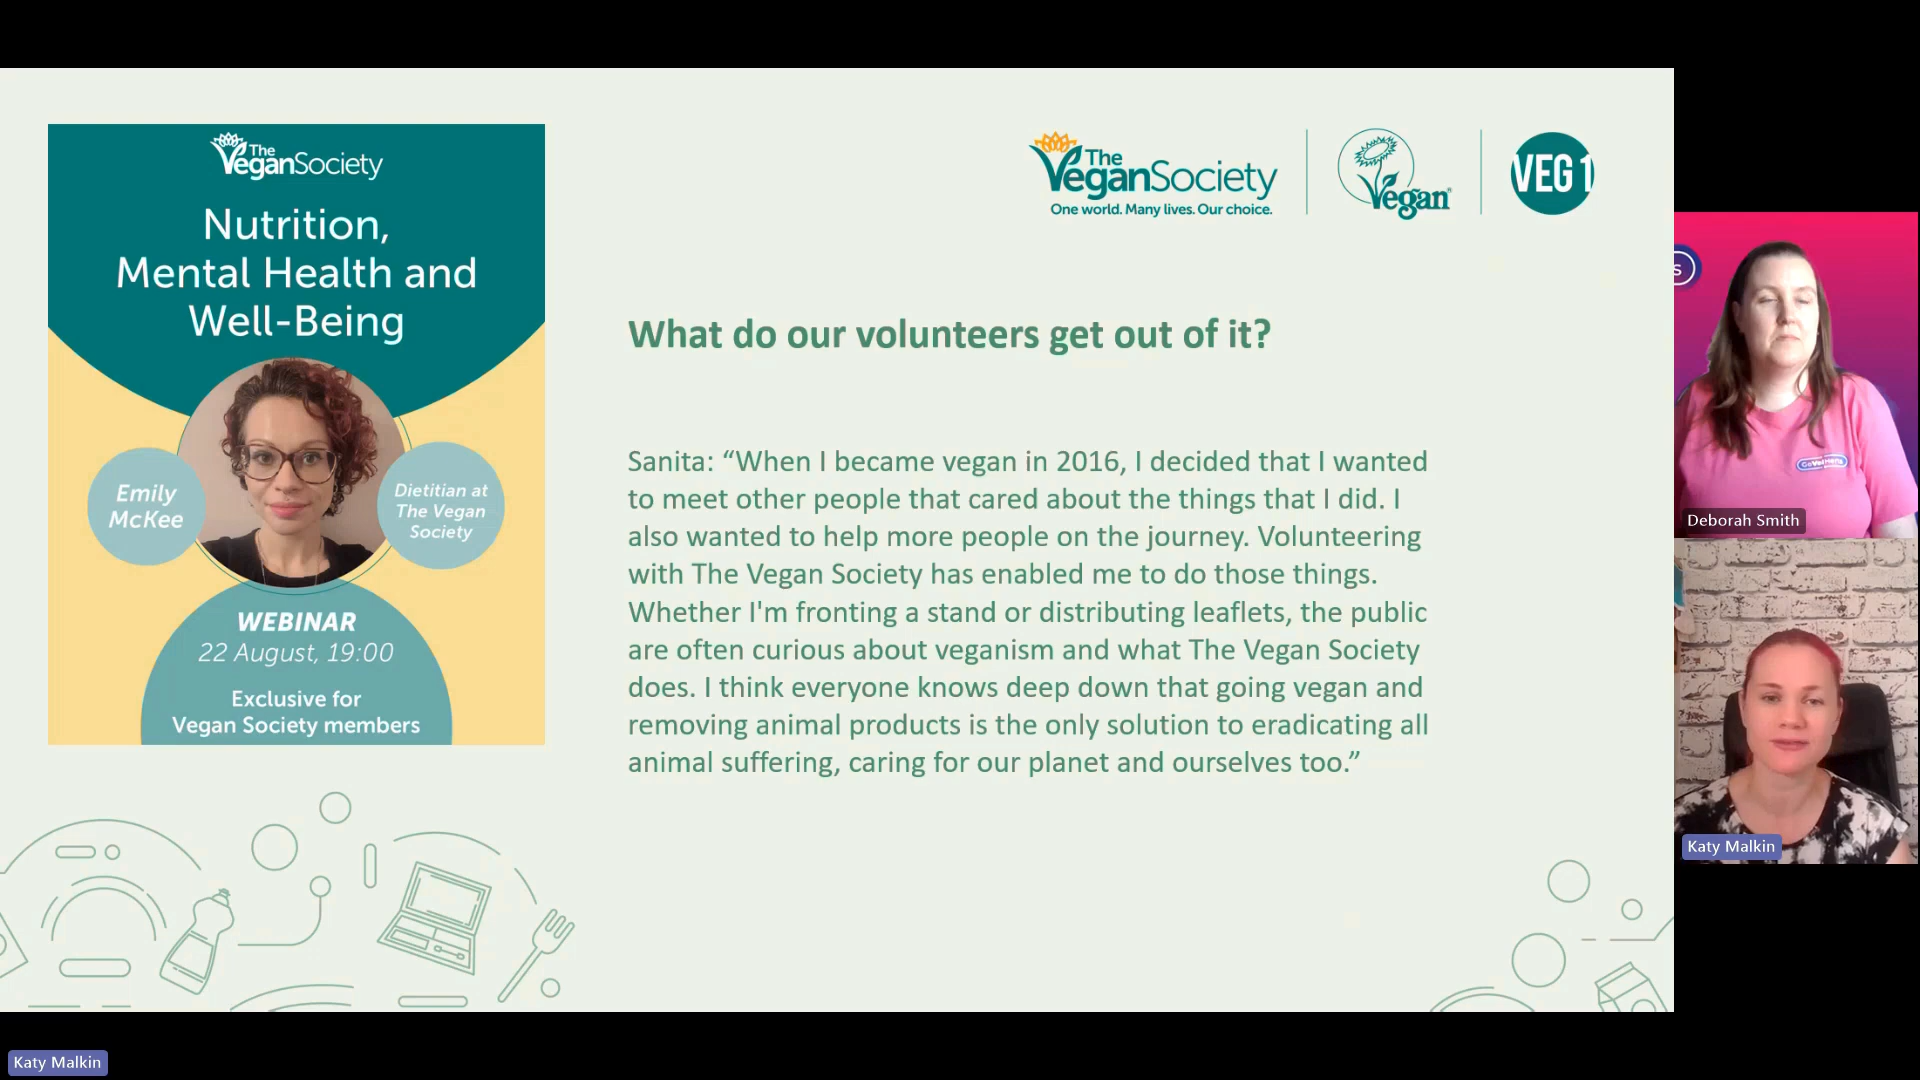 The
VeganSociety
Nutrition,
Mental Health and
Well-Being
Emily
McKee
Dietitian at
The Vegan
Society
WEBINAR
22 August, 19:00
Exclusive for
Vegan Society members
The
VeganSociety
One world. Many lives. Our choice.
Vegan
VEG 1
What do our volunteers get out of it?
Sanita: “When I became vegan in 2016, I decided that I wanted
to meet other people that cared about the things that I did. I
also wanted to help more people on the journey. Volunteering
with The Vegan Society has enabled me to do those things.
Whether I'm fronting a stand or distributing leaflets, the public
are often curious about veganism and what The Vegan Society
does. I think everyone knows deep down that going vegan and
removing animal products is the only solution to eradicating all
animal suffering, caring for our planet and ourselves too.”
Deborah Smith
Katy Malkin
Katy Malkin